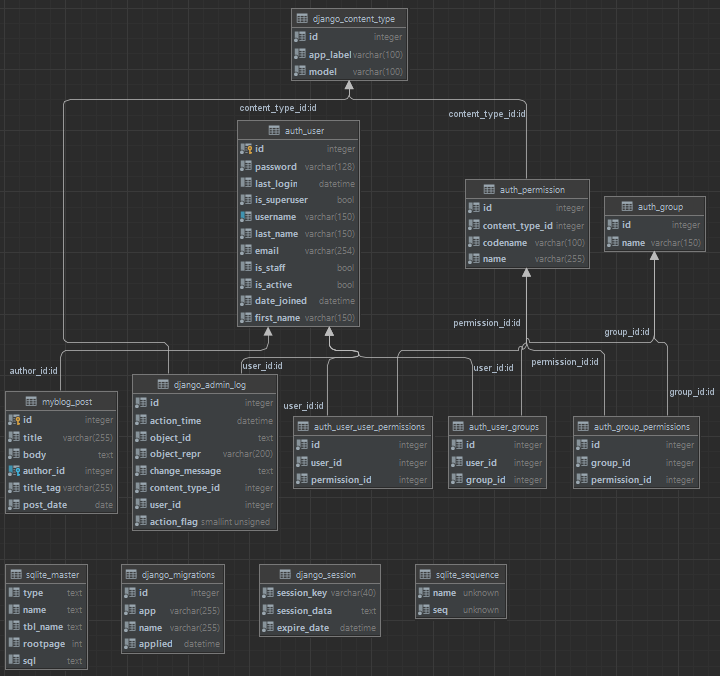 django_content_type
id integer
app_label varchar(100)
model varchar(100)
content_type_id:id
content_type_id:id
auth_user
id integer
password varchar(128)
last_login datetime
is_superuser bool
username varchar(150)
last_name varchar(150)
email varchar(254)
is_staff bool
is_active bool
date_joined datetime
first_name varchar(150)
auth_permission
id integer
content_type_id integer
codename varchar(100)
name varchar(255)
auth_group
id integer
name varchar(150)
permission_id:id
group_id:id
author_id:id
user_id:id
user_id:id
permission_id:id
user_id:id
group_id:id
myblog_post
id integer
title varchar(255)
body text
author_id integer
title_tag varchar(255)
post_date date
django_admin_log
id integer
action_time datetime
object_id text
object_repr varchar(200)
change_message text
content_type_id integer
user_id integer
action_flag smallint unsigned
auth_user_user_permissions
id integer
user_id integer
permission_id integer
auth_user_groups
id integer
user_id integer
group_id integer
auth_group_permissions
id integer
group_id integer
permission_id integer
sqlite_master
type text
name text
tbl_name text
rootpage int
sql text
django_migrations
id integer
app varchar(255)
name varchar(255)
applied datetime
django_session
session_key varchar(40)
session_data text
expire_date datetime
sqlite_sequence
name unknown
seq unknown